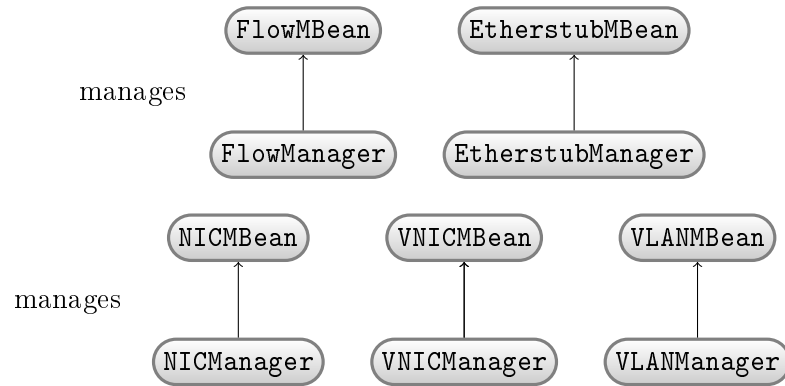 FlowMBean EtherstubMBean
manages
FlowManager EtherstubManager
NICMBean VNICMBean VLANMBean
manages
NICManager VNICManager VLANManager